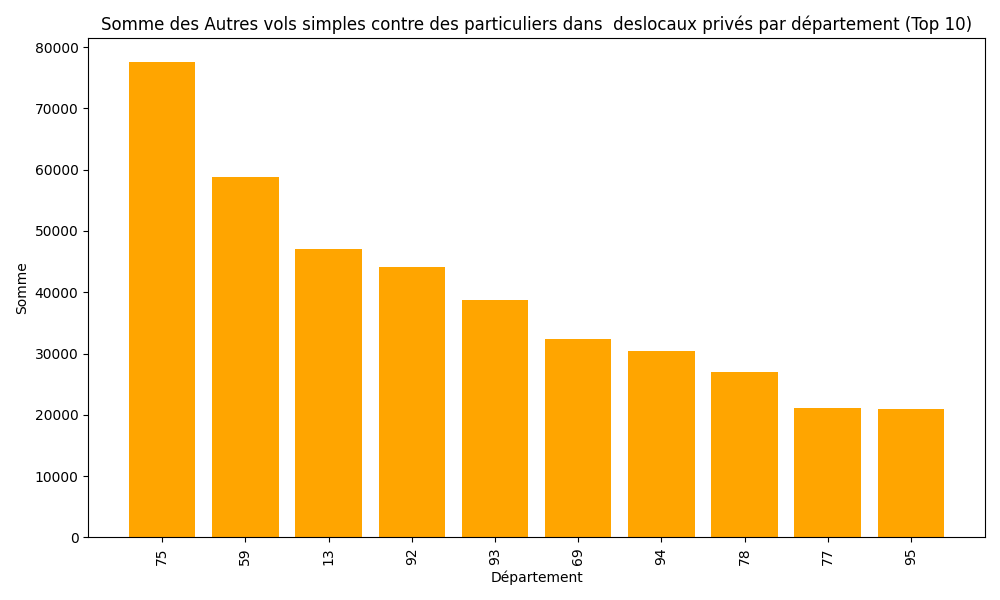 Somme des Autres vols simples contre des particuliers dans  deslocaux privés par département (Top 10)
80000
70000
60000
50000
40000
30000
20000
10000
0
Somme
75 59 13 92 93 69 94 78 77 95
Département